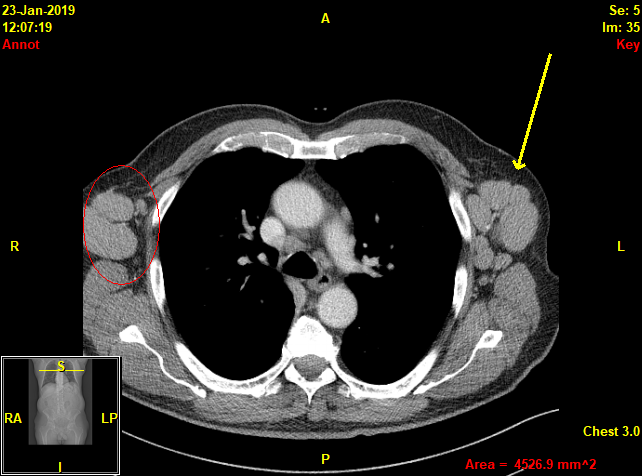 23-Jan-2019
12:07:19
Annot
A
Se: 5
Im: 35
Key
R
L
S
RA
LP
I
P
Chest 3.0
Area = 4526.9 mm^2